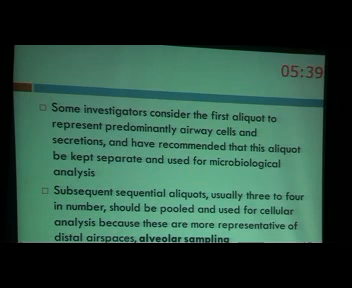 05:39
□ Some investigators consider the first aliquot to
represent predominantly airway cells and
secretions, and have recommended that this aliquot
be kept separate and used for microbiological
analysis
□ Subsequent sequential aliquots, usually three to four
in number, should be pooled and used for cellular
analysis because these are more representative of
distal airspaces, alveolar sampling